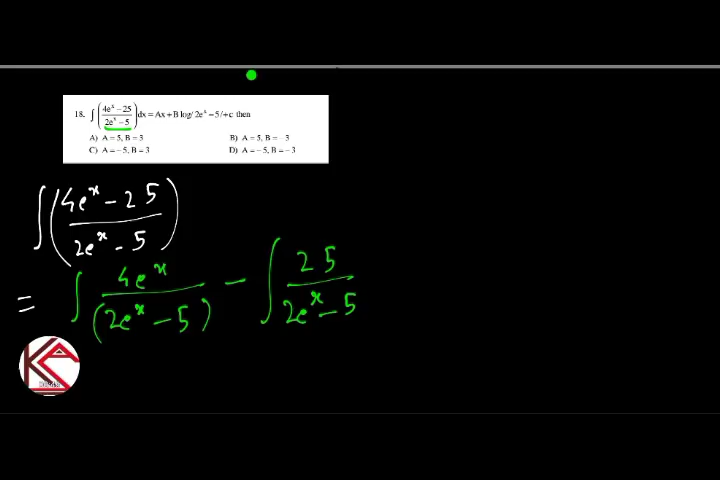 18. ∫ ( (4eˣ − 25) / (2eˣ − 5) ) dx = Ax + B log/ 2eˣ − 5/ + c then
A) A = 5, B = 3 B) A = 5, B = − 3
C) A = − 5, B = 3 D) A = − 5, B = − 3
∫ ( (4eˣ − 25) / (2eˣ − 5) )
= ∫ 4eˣ / (2eˣ − 5) − ∫ 25 / 2eˣ − 5